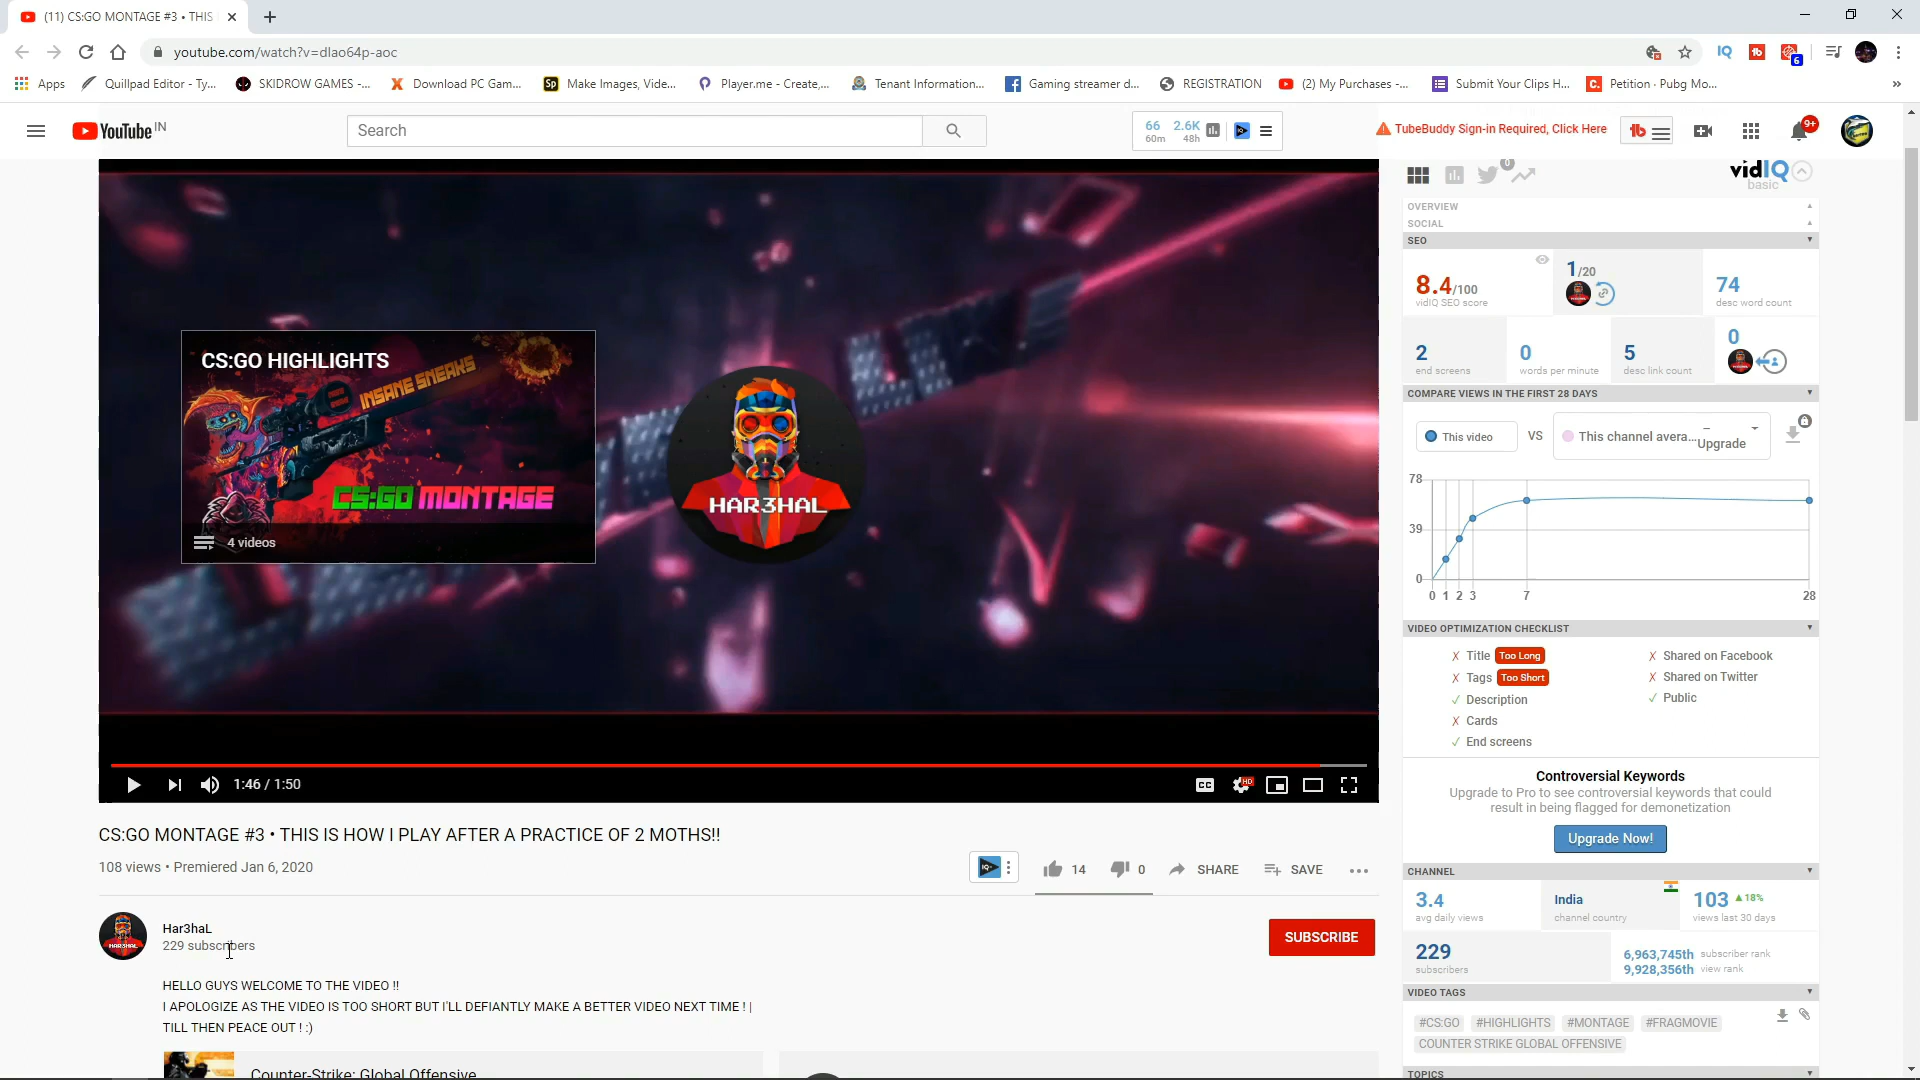 (11) CS:GO MONTAGE #3 • THIS
youtube.com/watch?v=dlao64p-aoc
6
Apps
Quillpad Editor - Ty...
SKIDROW GAMES -...
Download PC Gam...
Sp
Make Images, Vide...
Player.me - Create,...
Tenant Information...
Gaming streamer d...
REGISTRATION
(2) My Purchases -...
Submit Your Clips H...
Petition · Pubg Mo...
»
YouTube IN
Search
66
60m
2.6K
48h
TubeBuddy Sign-in Required, Click Here
9+
0
vidIQ
basic
OVERVIEW
SOCIAL
SEO
8.4/100
vidIQ SEO score
1/20
74
desc word count
2
end screens
0
words per minute
5
desc link count
0
COMPARE VIEWS IN THE FIRST 28 DAYS
This video
VS
This channel avera...
– Upgrade
78
39
0
0 1 2 3 7 28
VIDEO OPTIMIZATION CHECKLIST
X Title Too Long
X Tags Too Short
✓ Description
X Cards
✓ End screens
X Shared on Facebook
X Shared on Twitter
✓ Public
Controversial Keywords
Upgrade to Pro to see controversial keywords that could
result in being flagged for demonetization
Upgrade Now!
CHANNEL
3.4
avg daily views
India
channel country
103 ▲18%
views last 30 days
229
subscribers
6,963,745th subscriber rank
9,928,356th view rank
VIDEO TAGS
#CS:GO #HIGHLIGHTS #MONTAGE #FRAGMOVIE
COUNTER STRIKE GLOBAL OFFENSIVE
TOPICS
CS:GO HIGHLIGHTS
INSANE SNEAKS
CS:GO MONTAGE
4 videos
HAR3HAL
1:46 / 1:50
CC
HD
CS:GO MONTAGE #3 • THIS IS HOW I PLAY AFTER A PRACTICE OF 2 MOTHS!!
108 views • Premiered Jan 6, 2020
14
0
SHARE
SAVE
Har3haL
229 subscribers
SUBSCRIBE
HELLO GUYS WELCOME TO THE VIDEO !!
I APOLOGIZE AS THE VIDEO IS TOO SHORT BUT I'LL DEFIANTLY MAKE A BETTER VIDEO NEXT TIME ! |
TILL THEN PEACE OUT ! :)
Counter-Strike: Global Offensive